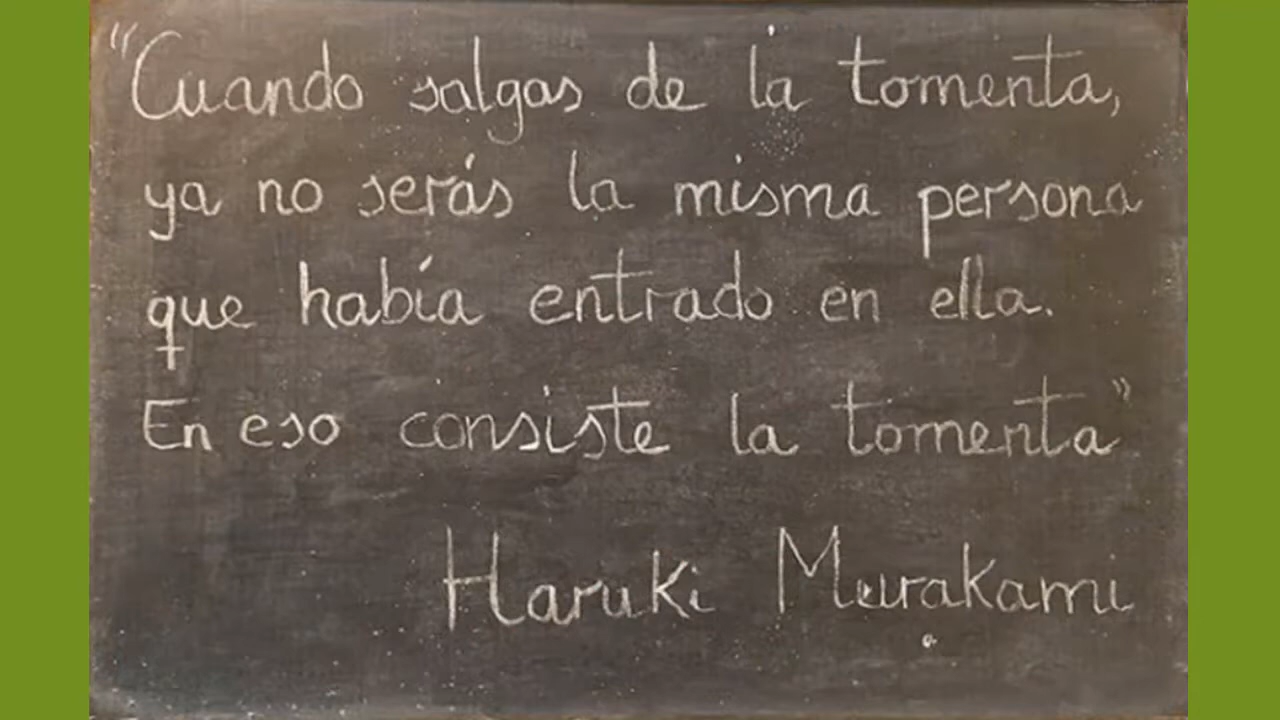 "Cuando salgas de la tormenta,
ya no serás la misma persona
que había entrado en ella.
En eso consiste la tormenta"
Haruki Murakami